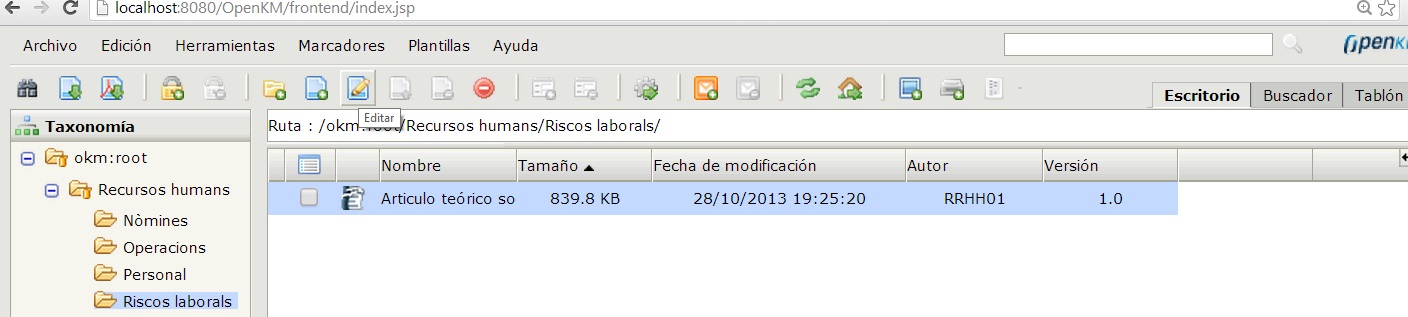 localhost:8080/OpenKM/frontend/index.jsp
Archivo Edición Herramientas Marcadores Plantillas Ayuda
Editar
Escritorio Buscador Tablón
Taxonomía
Ruta : /okm:root/Recursos humans/Riscos laborals/
okm:root
Recursos humans
Nòmines
Operacions
Personal
Riscos laborals
Nombre Tamaño Fecha de modificación Autor Versión
Articulo teórico so 839.8 KB 28/10/2013 19:25:20 RRHH01 1.0